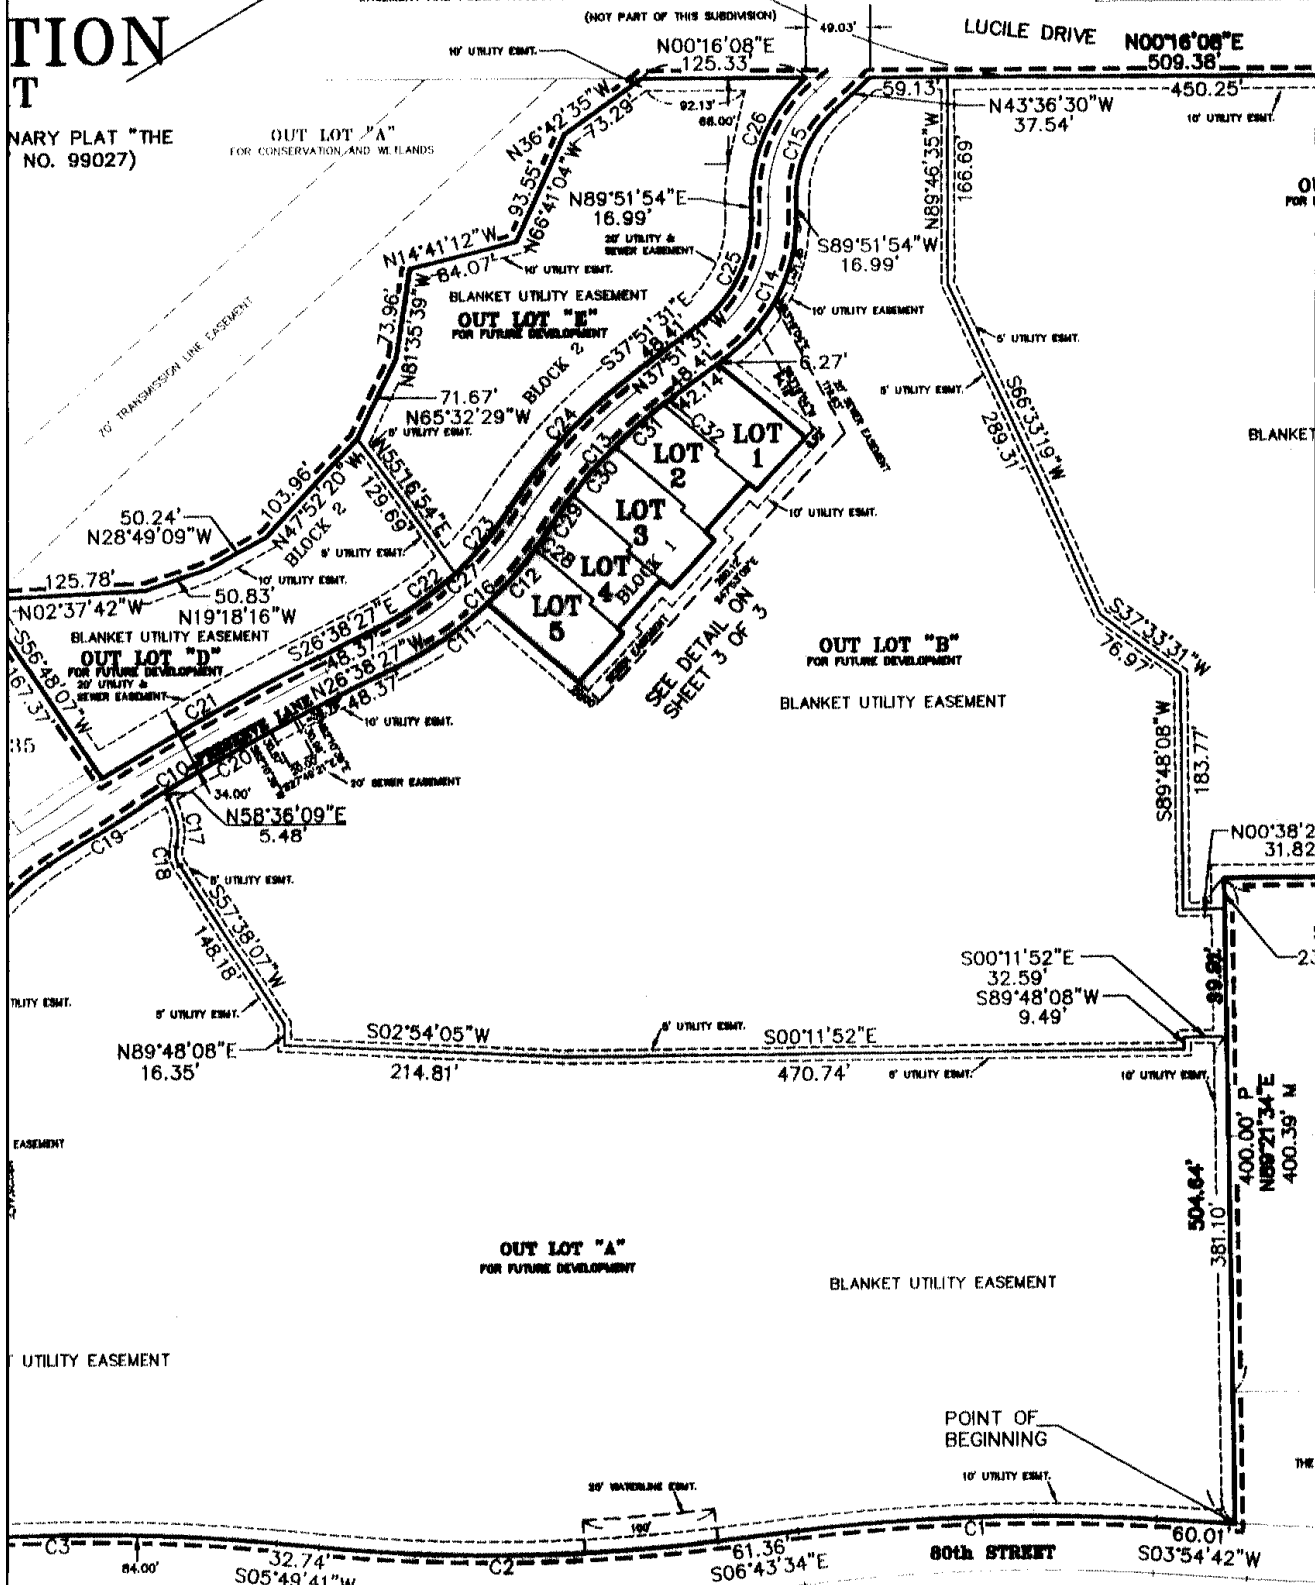 TION
T
NARY PLAT "THE
NO. 99027)
(NOT PART OF THIS SUBDIVISION)
49.03'
LUCILE DRIVE
N00°16'08"E
509.38'
N00°16'08"E
125.33'
10' UTILITY ESMT.
92.13'
68.00'
59.13'
N43°36'30"W
37.54'
450.25'
10' UTILITY ESMT.
OUT LOT "A"
FOR CONSERVATION AND WETLANDS
N36°42'35"W
73.29'
93.55'
N66°41'04"W
C26
C15
N89°46'35"W
166.69'
N89°51'54"E
16.99'
20' UTILITY &
SEWER EASEMENT
S89°51'54"W
16.99'
N14°41'12"W
84.07'
10' UTILITY ESMT.
C25
C14
10' UTILITY EASEMENT
BLANKET UTILITY EASEMENT
OUT LOT "E"
FOR FUTURE DEVELOPMENT
BLOCK 2
73.96'
N81°35'39"W
70' TRANSMISSION LINE EASEMENT
S37°51'31"E
48.41'
N37°51'31"W
48.41'
42.14'
6.27'
5' UTILITY ESMT.
5' UTILITY ESMT.
S66°33'19"W
289.31'
71.67'
N65°32'29"W
5' UTILITY ESMT.
N55°16'54"E
129.69'
C24
C13
C31
C32
LOT
1
LOT
2
LOT
3
LOT
4
LOT
5
BLOCK 1
C30
C29
C28
20' SEWER EASEMENT
10' UTILITY ESMT.
BLANKET
103.96'
N47°52'20"W
BLOCK 2
50.24'
N28°49'09"W
5' UTILITY ESMT.
10' UTILITY ESMT.
C23
C22
C27
C16
C12
C11
125.78'
N02°37'42"W
50.83'
N19°18'16"W
BLANKET UTILITY EASEMENT
OUT LOT "D"
FOR FUTURE DEVELOPMENT
20' UTILITY &
SEWER EASEMENT
S56°48'07"W
167.37'
S26°38'27"E
48.37'
N26°38'27"W
48.37'
PRESERVE LANE
10' UTILITY ESMT.
20' SEWER EASEMENT
SEE DETAIL ON
SHEET 3 OF 3
OUT LOT "B"
FOR FUTURE DEVELOPMENT
BLANKET UTILITY EASEMENT
S37°33'31"W
76.97'
S89°48'08"W
183.77'
C21
C10
C20
34.00'
N58°36'09"E
5.48'
C19
C17
C18
5' UTILITY ESMT.
S57°38'07"W
148.18'
5' UTILITY ESMT.
N00°38'2
31.82
S00°11'52"E
32.59'
S89°48'08"W
9.49'
N89°48'08"E
16.35'
S02°54'05"W
214.81'
5' UTILITY ESMT.
S00°11'52"E
470.74'
10' UTILITY ESMT.
400.00' P
N89°21'34"E
400.39' M
504.64'
381.10'
EASEMENT
OUT LOT "A"
FOR FUTURE DEVELOPMENT
BLANKET UTILITY EASEMENT
UTILITY EASEMENT
POINT OF
BEGINNING
10' UTILITY ESMT.
THE
100'
C3
84.00'
32.74'
S05°49'41"W
C2
61.36'
S06°43'34"E
C1
80th STREET
60.01'
S03°54'42"W